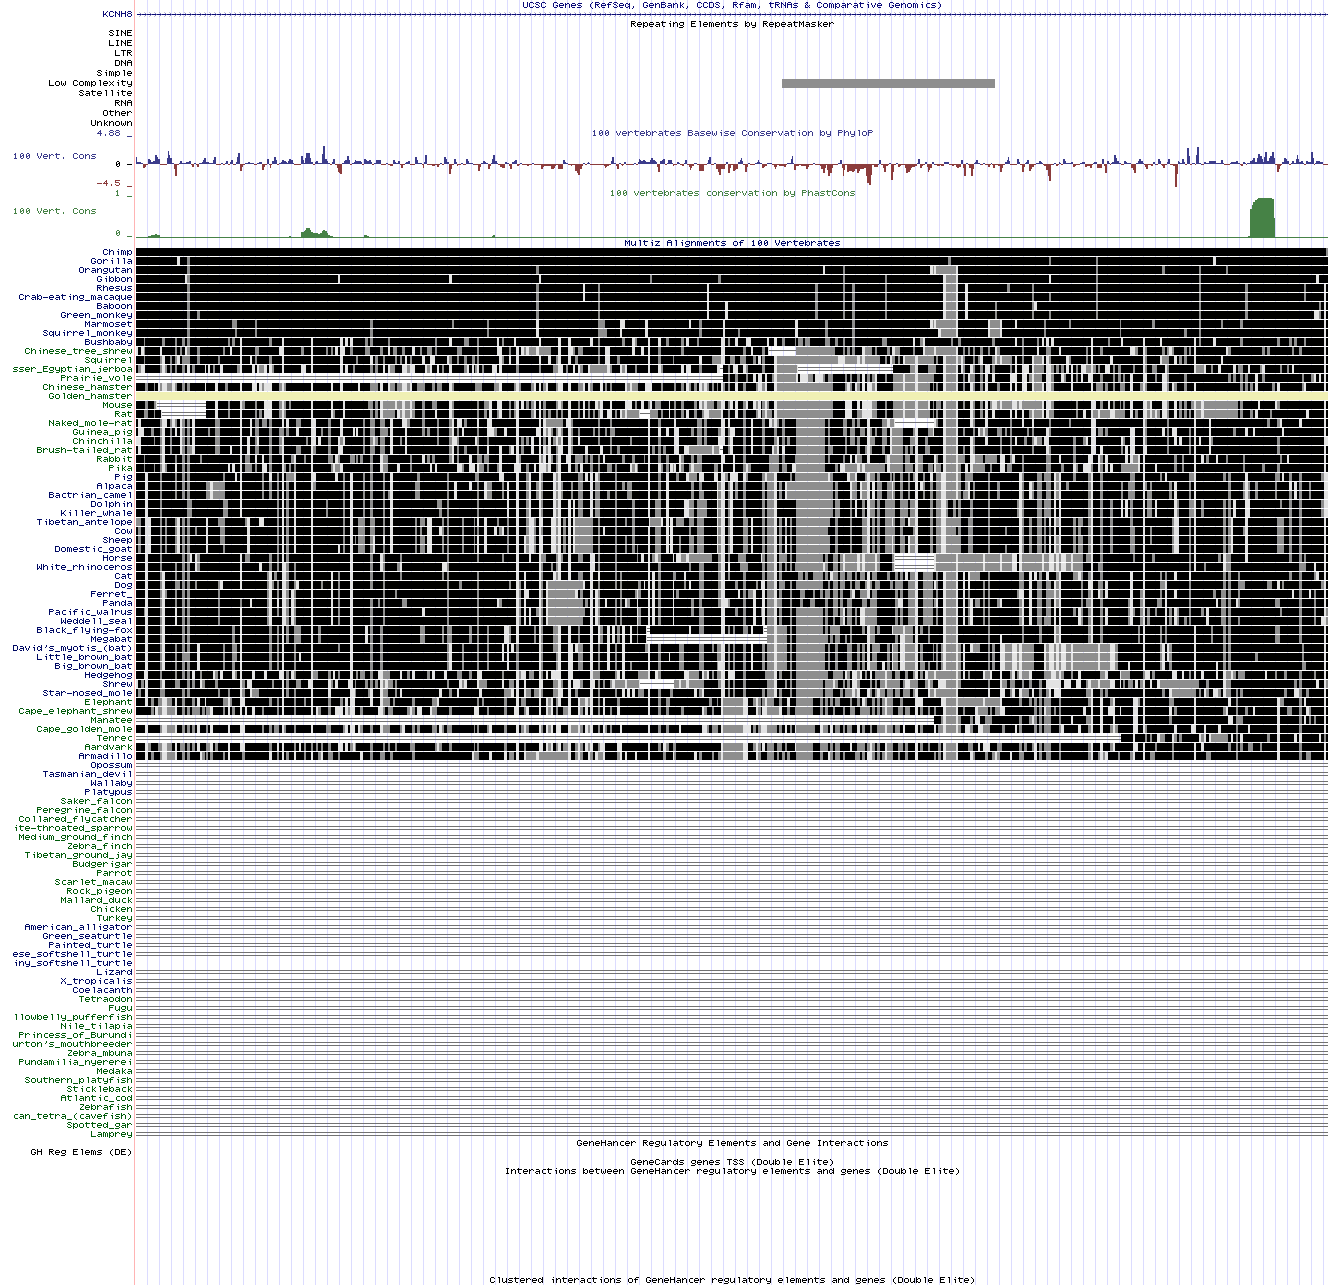 UCSC Genes (RefSeq, GenBank, CCDS, Rfam, tRNAs & Comparative Genomics)
KCNH8
Repeating Elements by RepeatMasker
SINE
LINE
LTR
DNA
Simple
Low Complexity
Satellite
RNA
Other
Unknown
4.88 _
100 vertebrates Basewise Conservation by PhyloP
100 Vert. Cons
0 _
-4.5 _
100 vertebrates conservation by PhastCons
1 _
100 Vert. Cons
0 _
Multiz Alignments of 100 Vertebrates
Chimp
Gorilla
Orangutan
Gibbon
Rhesus
Crab-eating_macaque
Baboon
Green_monkey
Marmoset
Squirrel_monkey
Bushbaby
Chinese_tree_shrew
Squirrel
sser_Egyptian_jerboa
Prairie_vole
Chinese_hamster
Golden_hamster
Mouse
Rat
Naked_mole-rat
Guinea_pig
Chinchilla
Brush-tailed_rat
Rabbit
Pika
Pig
Alpaca
Bactrian_camel
Dolphin
Killer_whale
Tibetan_antelope
Cow
Sheep
Domestic_goat
Horse
White_rhinoceros
Cat
Dog
Ferret_
Panda
Pacific_walrus
Weddell_seal
Black_flying-fox
Megabat
David's_myotis_(bat)
Little_brown_bat
Big_brown_bat
Hedgehog
Shrew
Star-nosed_mole
Elephant
Cape_elephant_shrew
Manatee
Cape_golden_mole
Tenrec
Aardvark
Armadillo
Opossum
Tasmanian_devil
Wallaby
Platypus
Saker_falcon
Peregrine_falcon
Collared_flycatcher
ite-throated_sparrow
Medium_ground_finch
Zebra_finch
Tibetan_ground_jay
Budgerigar
Parrot
Scarlet_macaw
Rock_pigeon
Mallard_duck
Chicken
Turkey
American_alligator
Green_seaturtle
Painted_turtle
ese_softshell_turtle
iny_softshell_turtle
Lizard
X_tropicalis
Coelacanth
Tetraodon
Fugu
llowbelly_pufferfish
Nile_tilapia
Princess_of_Burundi
urton's_mouthbreeder
Zebra_mbuna
Pundamilia_nyererei
Medaka
Southern_platyfish
Stickleback
Atlantic_cod
Zebrafish
can_tetra_(cavefish)
Spotted_gar
Lamprey
GeneHancer Regulatory Elements and Gene Interactions
GH Reg Elems (DE)
GeneCards genes TSS (Double Elite)
Interactions between GeneHancer regulatory elements and genes (Double Elite)
Clustered interactions of GeneHancer regulatory elements and genes (Double Elite)